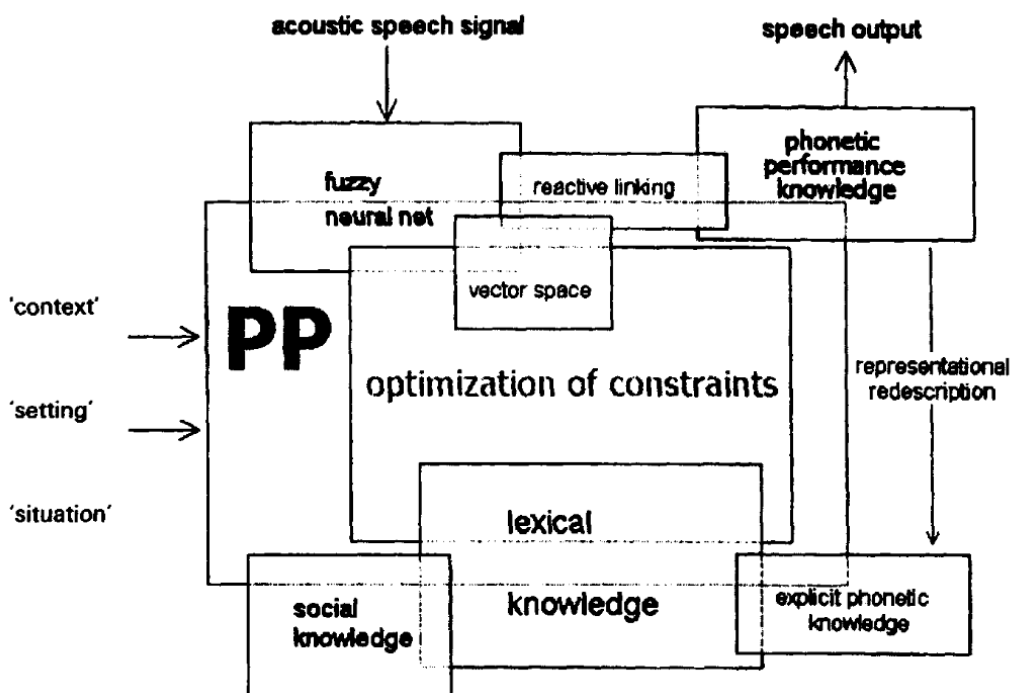 acoustic speech signal
speech output
fuzzy
neural net
reactive linking
phonetic
performance
knowledge
vector space
'context'
PP
'setting'
optimization of constraints
representational
redescription
'situation'
lexical
knowledge
social
knowledge
explicit phonetic
knowledge